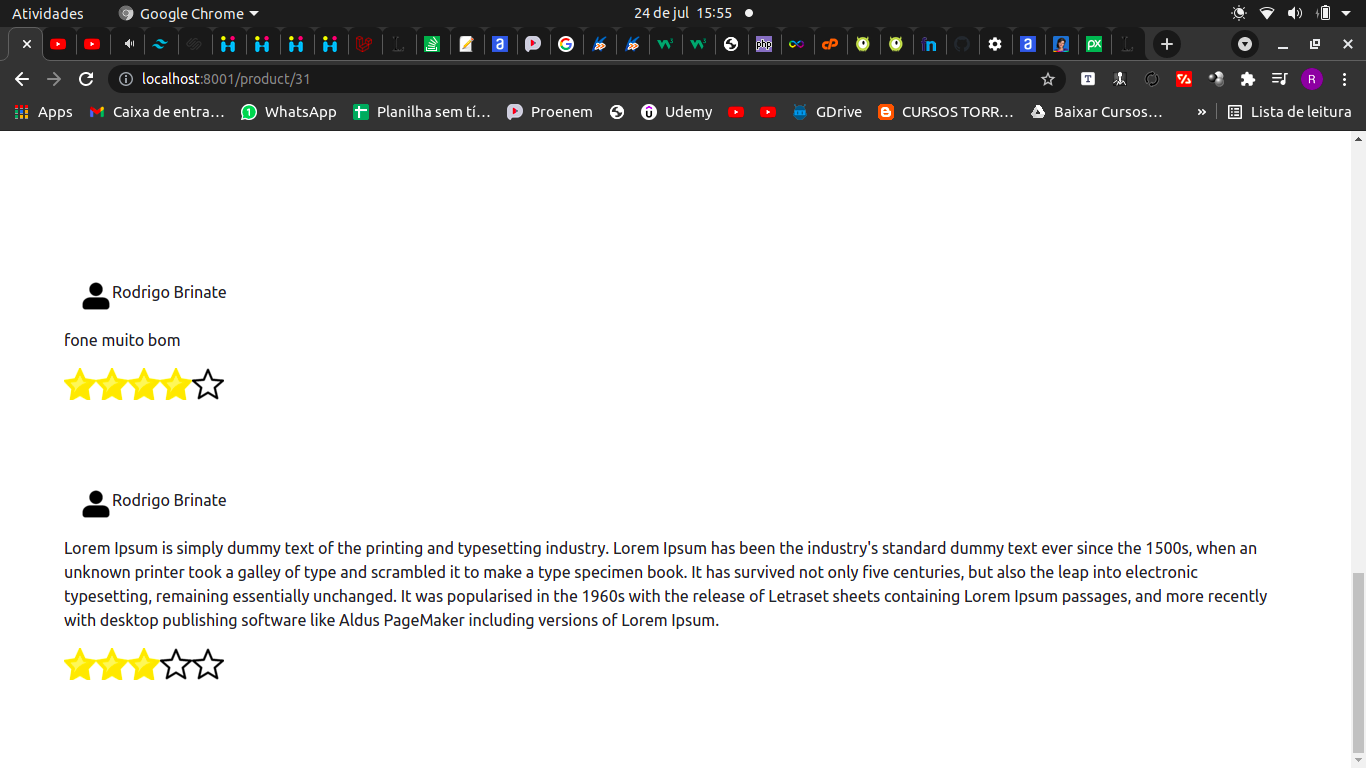 Atividades
Google Chrome
24 de jul 15:55
localhost:8001/product/31
Apps
Caixa de entra…
WhatsApp
Planilha sem tí…
Proenem
Udemy
GDrive
CURSOS TORR…
Baixar Cursos…
»
Lista de leitura
Rodrigo Brinate
fone muito bom
Rodrigo Brinate
Lorem Ipsum is simply dummy text of the printing and typesetting industry. Lorem Ipsum has been the industry's standard dummy text ever since the 1500s, when an
unknown printer took a galley of type and scrambled it to make a type specimen book. It has survived not only five centuries, but also the leap into electronic
typesetting, remaining essentially unchanged. It was popularised in the 1960s with the release of Letraset sheets containing Lorem Ipsum passages, and more recently
with desktop publishing software like Aldus PageMaker including versions of Lorem Ipsum.